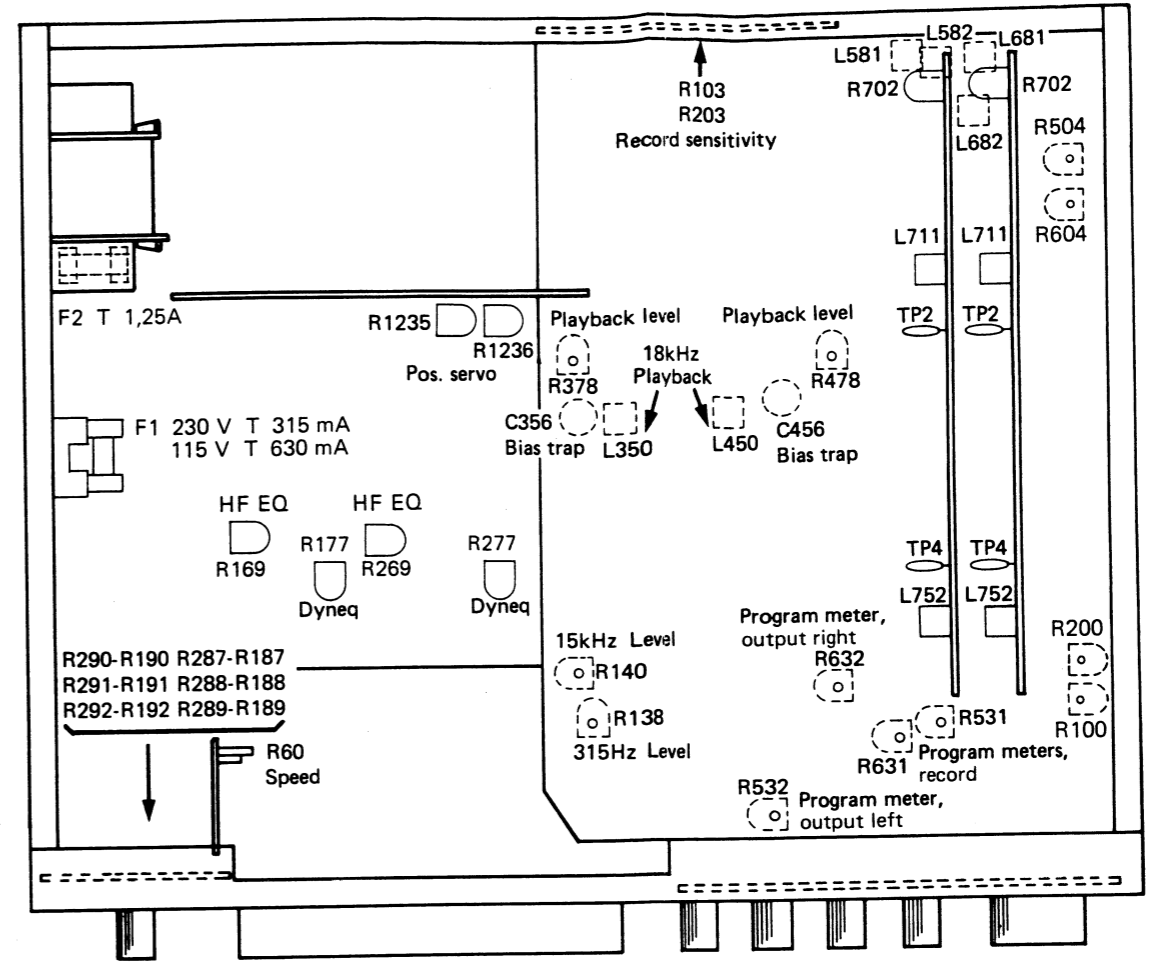 L582
L581
L681
R702
R702
L682
R103
R203
Record sensitivity
R504
R604
L711
L711
F2 T 1,25A
R1235
R1236
Pos. servo
Playback level
R378
18kHz
Playback
Playback level
R478
TP2
TP2
C356
Bias trap
L350
L450
C456
Bias trap
F1 230 V T 315 mA
115 V T 630 mA
HF EQ
R169
R177
Dyneq
HF EQ
R269
R277
Dyneq
TP4
TP4
L752
L752
Program meter,
output right
R632
R200
R100
R290-R190 R287-R187
R291-R191 R288-R188
R292-R192 R289-R189
15kHz Level
R140
R138
315Hz Level
R60
Speed
R531
R631
Program meters,
record
R532
Program meter,
output left